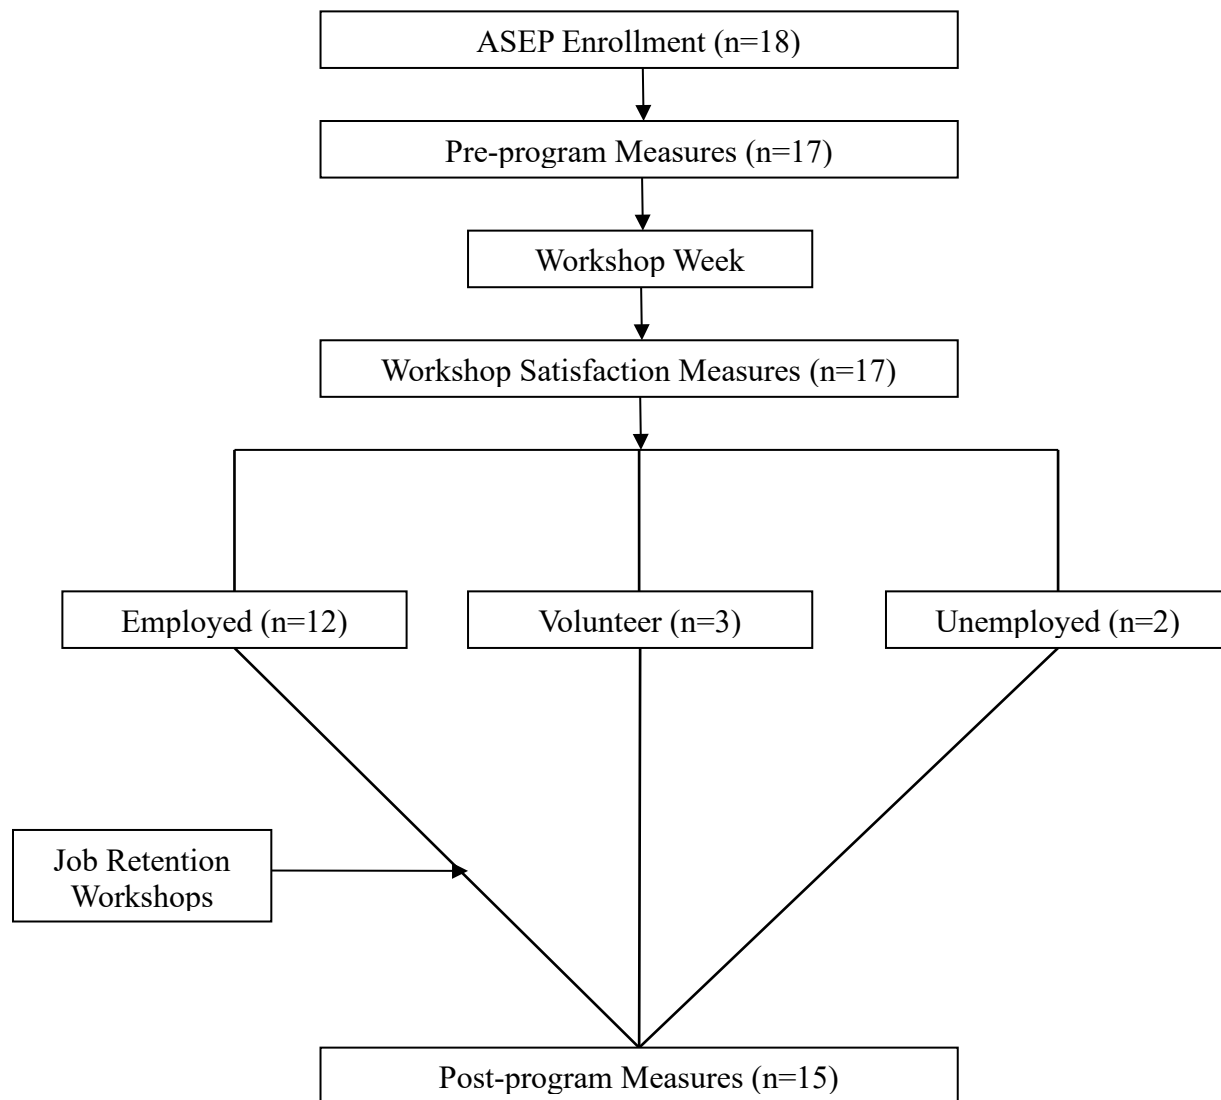 ASEP Enrollment (n=18)
Pre-program Measures (n=17)
Workshop Week
Workshop Satisfaction Measures (n=17)
Employed (n=12)
Volunteer (n=3)
Unemployed (n=2)
Job Retention
Workshops
Post-program Measures (n=15)